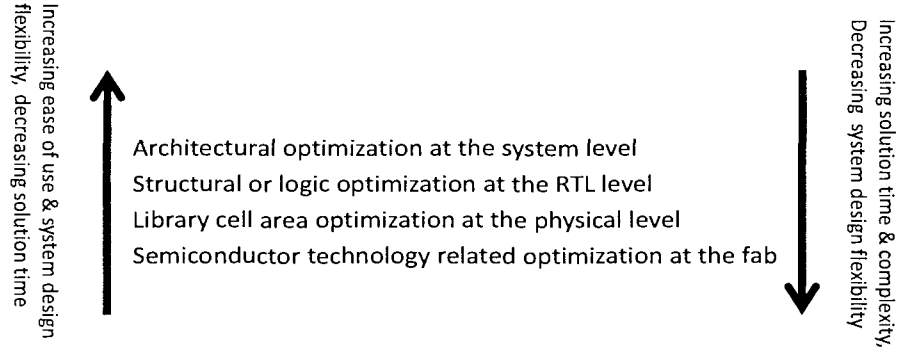 Increasing ease of use & system design
flexibility, decreasing solution time
Architectural optimization at the system level
Structural or logic optimization at the RTL level
Library cell area optimization at the physical level
Semiconductor technology related optimization at the fab
Increasing solution time & complexity,
Decreasing system design flexibility